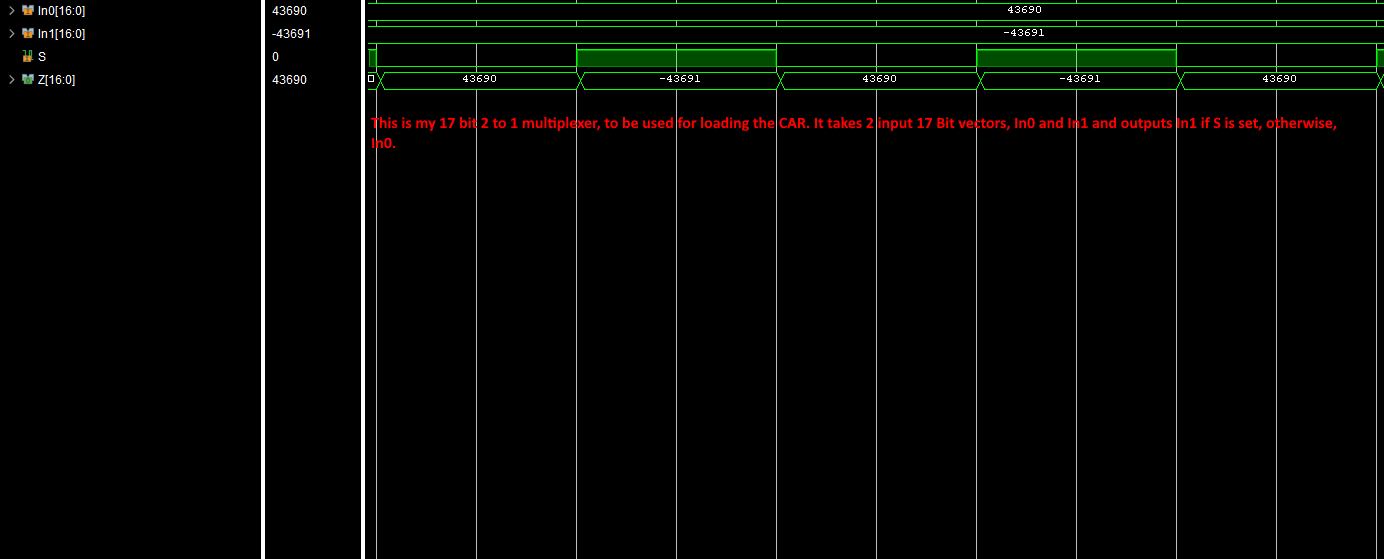 In0[16:0] 43690 43690
In1[16:0] -43691 -43691
S 0
Z[16:0] 43690 0 43690 -43691 43690 -43691 43690
This is my 17 bit 2 to 1 multiplexer, to be used for loading the CAR. It takes 2 input 17 Bit vectors, In0 and In1 and outputs In1 if S is set, otherwise,
In0.